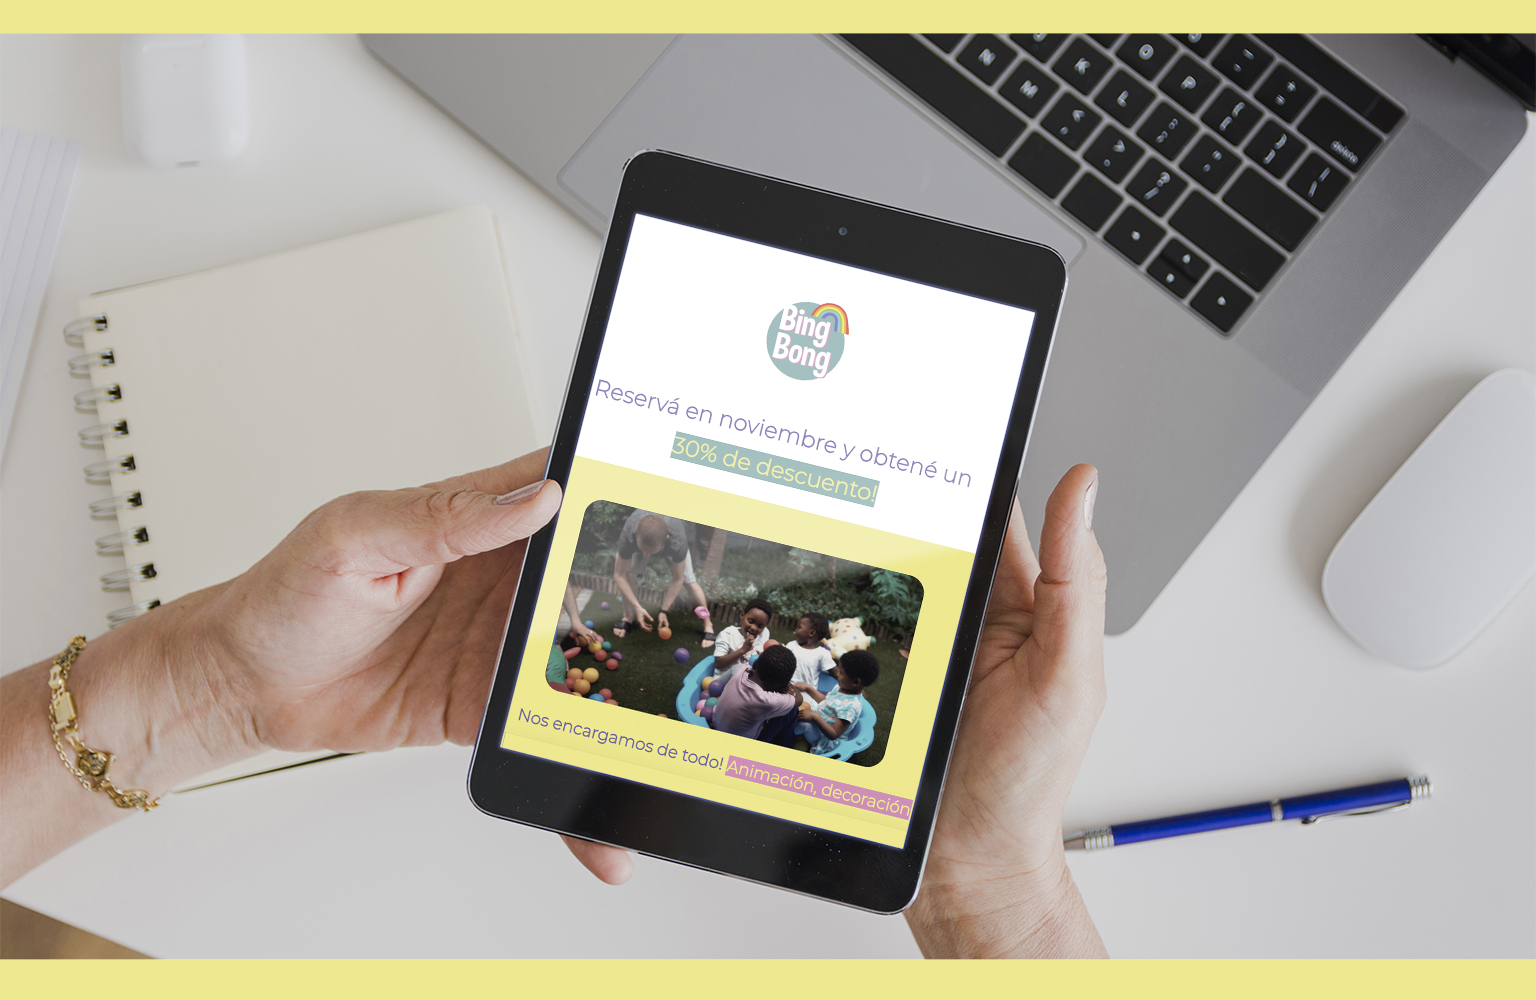 Bing
Bong
Reservá en noviembre y obtené un
30% de descuento!
Nos encargamos de todo! Animación, decoración
N
M
K
L
O
P
delete